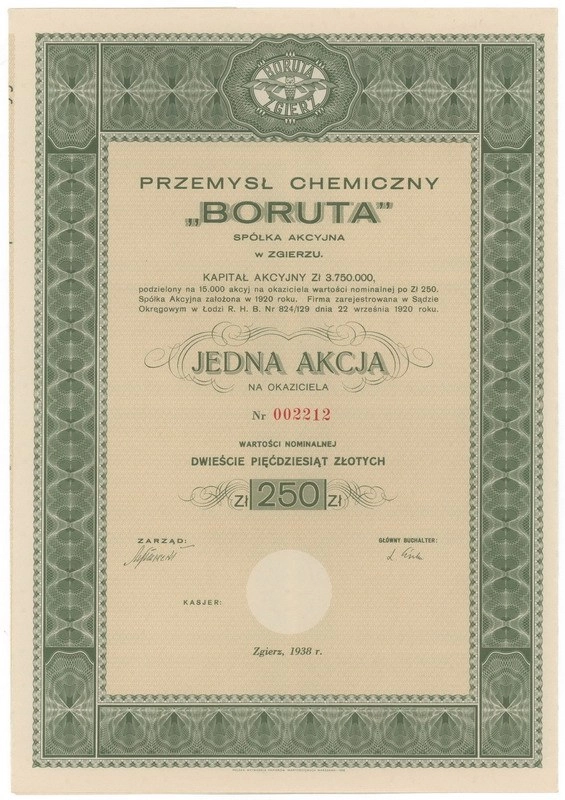 BORUTA
ZGIERZ
PRZEMYSŁ CHEMICZNY
„BORUTA”
SPÓŁKA AKCYJNA
w ZGIERZU.
KAPITAŁ AKCYJNY Zł 3.750.000,
podzielony na 15.000 akcyj na okaziciela wartości nominalnej po Zł 250.
Spółka Akcyjna założona w 1920 roku. Firma zarejestrowana w Sądzie
Okręgowym w Łodzi R. H. B. Nr 824/129 dnia 22 września 1920 roku.
JEDNA AKCJA
NA OKAZICIELA
Nr 002212
WARTOŚCI NOMINALNEJ
DWIEŚCIE PIĘĆDZIESIĄT ZŁOTYCH
Zł 250 Zł
ZARZĄD:
GŁÓWNY BUCHALTER:
KASJER:
Zgierz, 1938 r.